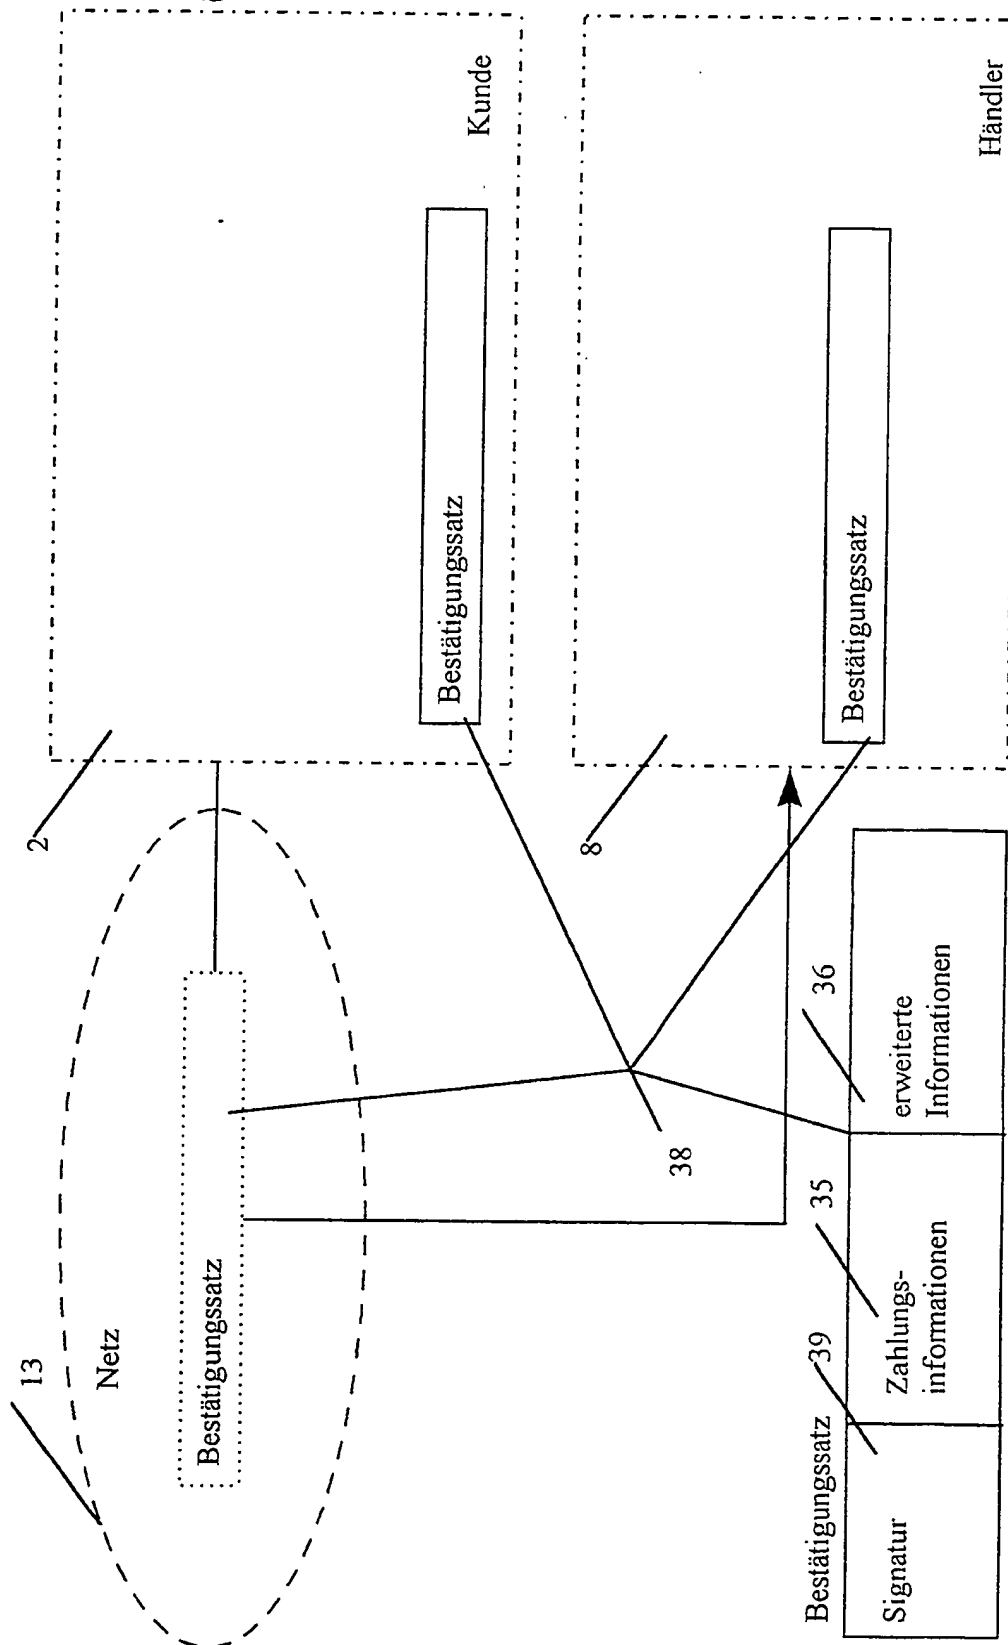 13
Netz
Bestätigungssatz
2
Kunde
Bestätigungssatz
38
8
Händler
Bestätigungssatz
Bestätigungssatz
39
35
36
Signatur
Zahlungs-
informationen
erweiterte
Informationen